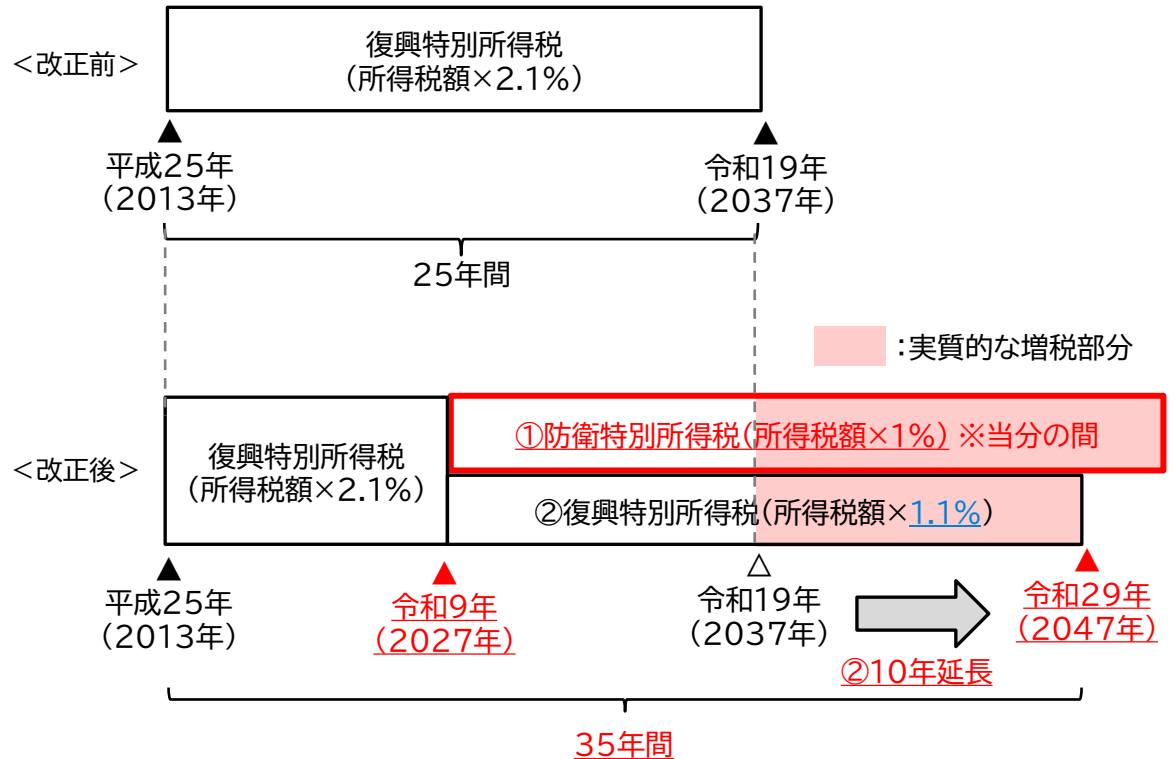 <改正前>
復興特別所得税
(所得税額×2.1%)
▲
▲
平成25年
(2013年)
令和19年
(2037年)
25年間
:実質的な増税部分
<改正後>
復興特別所得税
(所得税額×2.1%)
①防衛特別所得税(所得税額×1%) ※当分の間
②復興特別所得税(所得税額×1.1%)
▲
▲
△
▲
平成25年
(2013年)
令和9年
(2027年)
令和19年
(2037年)
令和29年
(2047年)
②10年延長
35年間